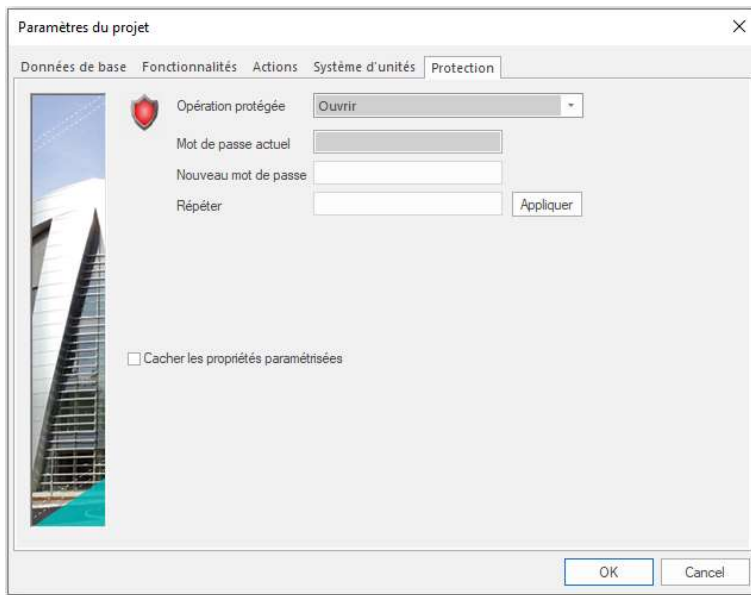 Paramètres du projet
Données de base Fonctionnalités Actions Système d'unités Protection
Opération protégée Ouvrir
Mot de passe actuel
Nouveau mot de passe
Répéter Appliquer
Cacher les propriétés paramétrisées
OK Cancel